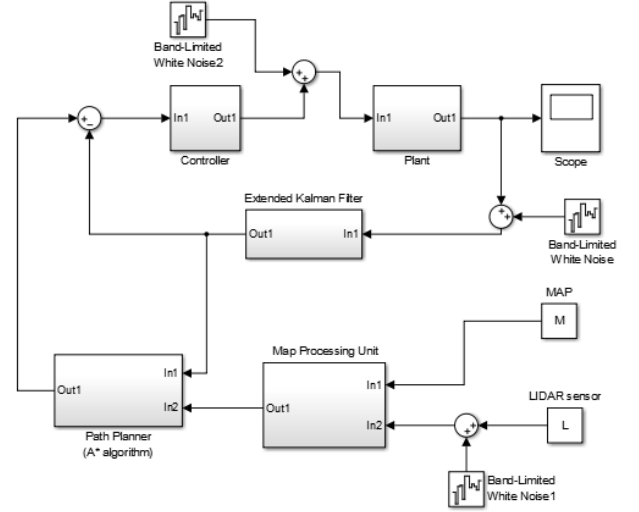 Band-Limited
White Noise2
+
+
+
−
In1
Out1
Controller
In1
Out1
Plant
Scope
Extended Kalman Filter
Out1
In1
+
+
Band-Limited
White Noise
MAP
M
Map Processing Unit
In1
Out1
In2
LIDAR sensor
L
+
+
Band-Limited
White Noise1
In1
Out1
In2
Path Planner
(A* algorithm)